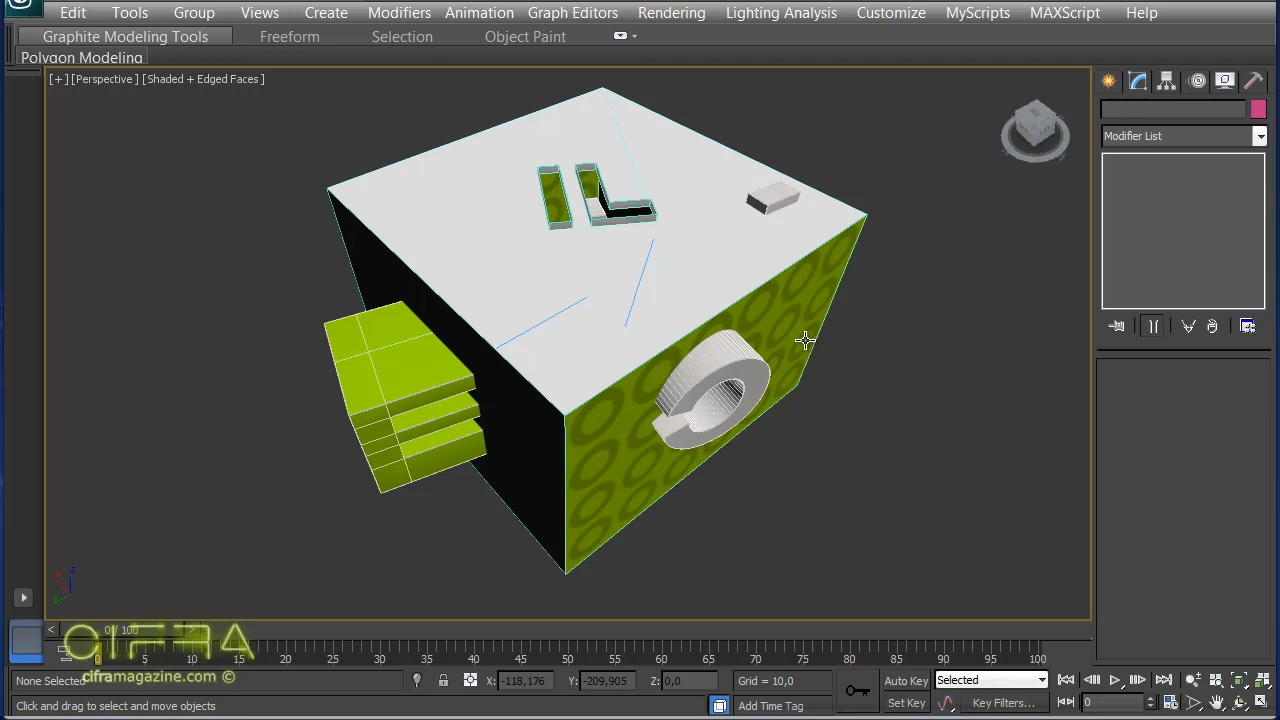 Edit Tools Group Views Create Modifiers Animation Graph Editors Rendering Lighting Analysis Customize MyScripts MAXScript Help
Graphite Modeling Tools Freeform Selection Object Paint
Polygon Modeling
[+] [Perspective] [Shaded + Edged Faces]
Modifier List
IL
z
x
y
< 0 / 100 >
CIFRA
ciframagazine.com ©
0 5 10 15 20 25 30 35 40 45 50 55 60 65 70 75 80 85 90 95 100
None Selected X: -118,176 Y: -209,905 Z: 0,0 Grid = 10,0 Auto Key Selected
Click and drag to select and move objects Add Time Tag Set Key Key Filters... 0